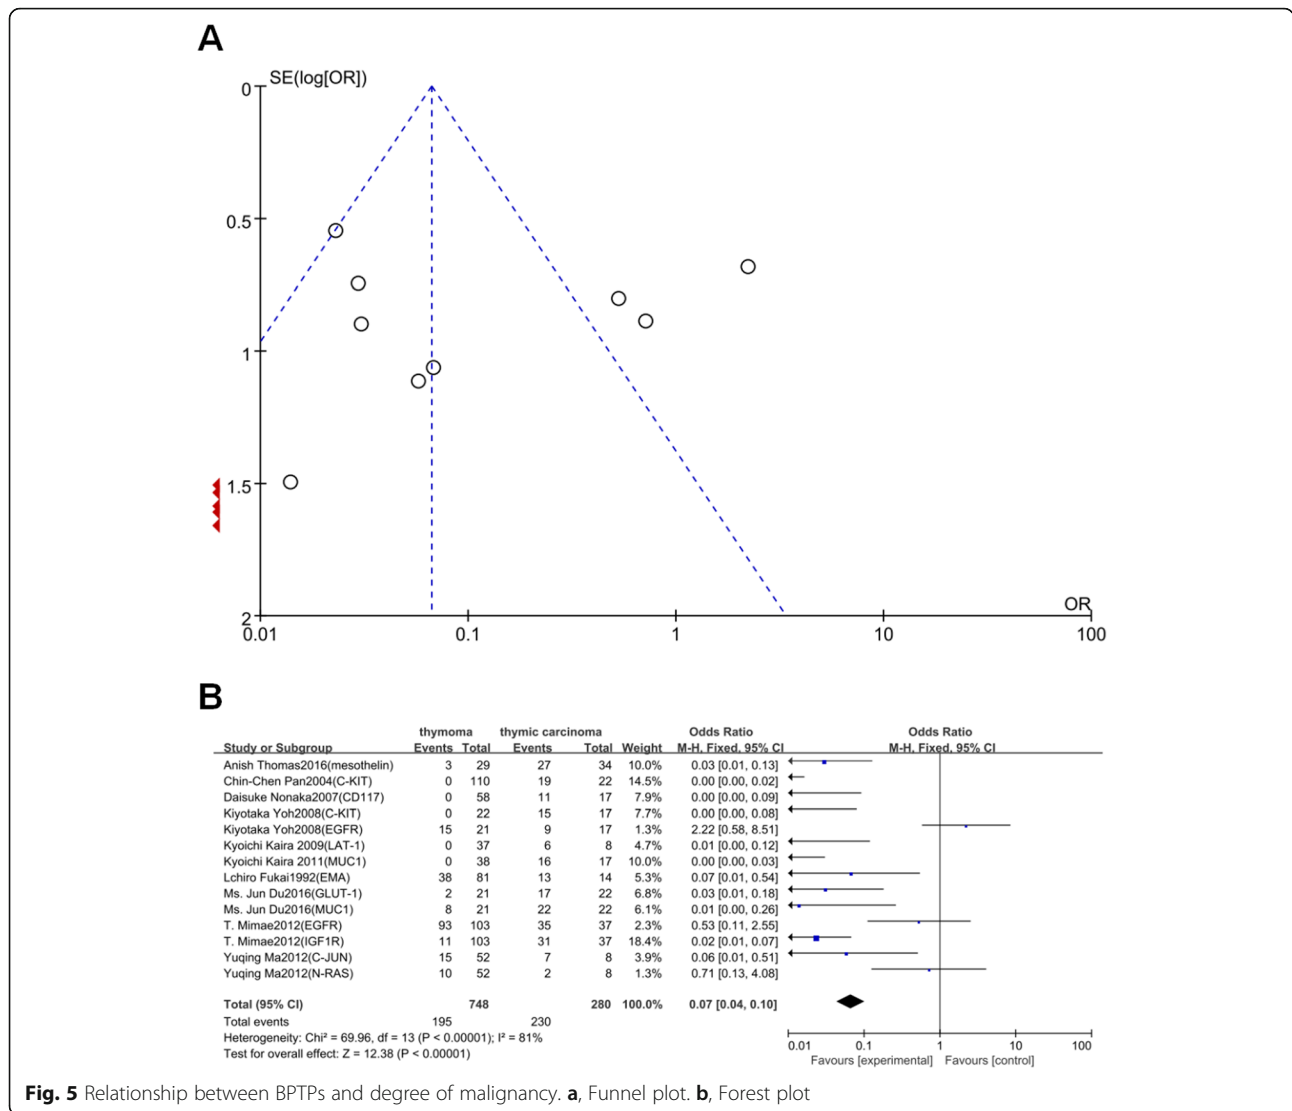 A
SE(log[OR])
0
0.5
1
1.5
2
OR
0.01 0.1 1 10 100
B
thymoma thymic carcinoma Odds Ratio Odds Ratio
Study or Subgroup Events Total Events Total Weight M-H, Fixed, 95% CI M-H, Fixed, 95% CI
Anish Thomas2016(mesothelin) 3 29 27 34 10.0% 0.03 [0.01, 0.13]
Chin-Chen Pan2004(C-KIT) 0 110 19 22 14.5% 0.00 [0.00, 0.02]
Daisuke Nonaka2007(CD117) 0 58 11 17 7.9% 0.00 [0.00, 0.09]
Kiyotaka Yoh2008(C-KIT) 0 22 15 17 7.7% 0.00 [0.00, 0.08]
Kiyotaka Yoh2008(EGFR) 15 21 9 17 1.3% 2.22 [0.58, 8.51]
Kyoichi Kaira 2009(LAT-1) 0 37 6 8 4.7% 0.01 [0.00, 0.12]
Kyoichi Kaira 2011(MUC1) 0 38 16 17 10.0% 0.00 [0.00, 0.03]
Lchiro Fukai1992(EMA) 38 81 13 14 5.3% 0.07 [0.01, 0.54]
Ms. Jun Du2016(GLUT-1) 2 21 17 22 6.8% 0.03 [0.01, 0.18]
Ms. Jun Du2016(MUC1) 8 21 22 22 6.1% 0.01 [0.00, 0.26]
T. Mimae2012(EGFR) 93 103 35 37 2.3% 0.53 [0.11, 2.55]
T. Mimae2012(IGF1R) 11 103 31 37 18.4% 0.02 [0.01, 0.07]
Yuqing Ma2012(C-JUN) 15 52 7 8 3.9% 0.06 [0.01, 0.51]
Yuqing Ma2012(N-RAS) 10 52 2 8 1.3% 0.71 [0.13, 4.08]
Total (95% CI) 748 280 100.0% 0.07 [0.04, 0.10]
Total events 195 230
Heterogeneity: Chi² = 69.96, df = 13 (P < 0.00001); I² = 81%
Test for overall effect: Z = 12.38 (P < 0.00001)
0.01 0.1 1 10 100
Favours [experimental] Favours [control]
Fig. 5 Relationship between BPTPs and degree of malignancy. a, Funnel plot. b, Forest plot